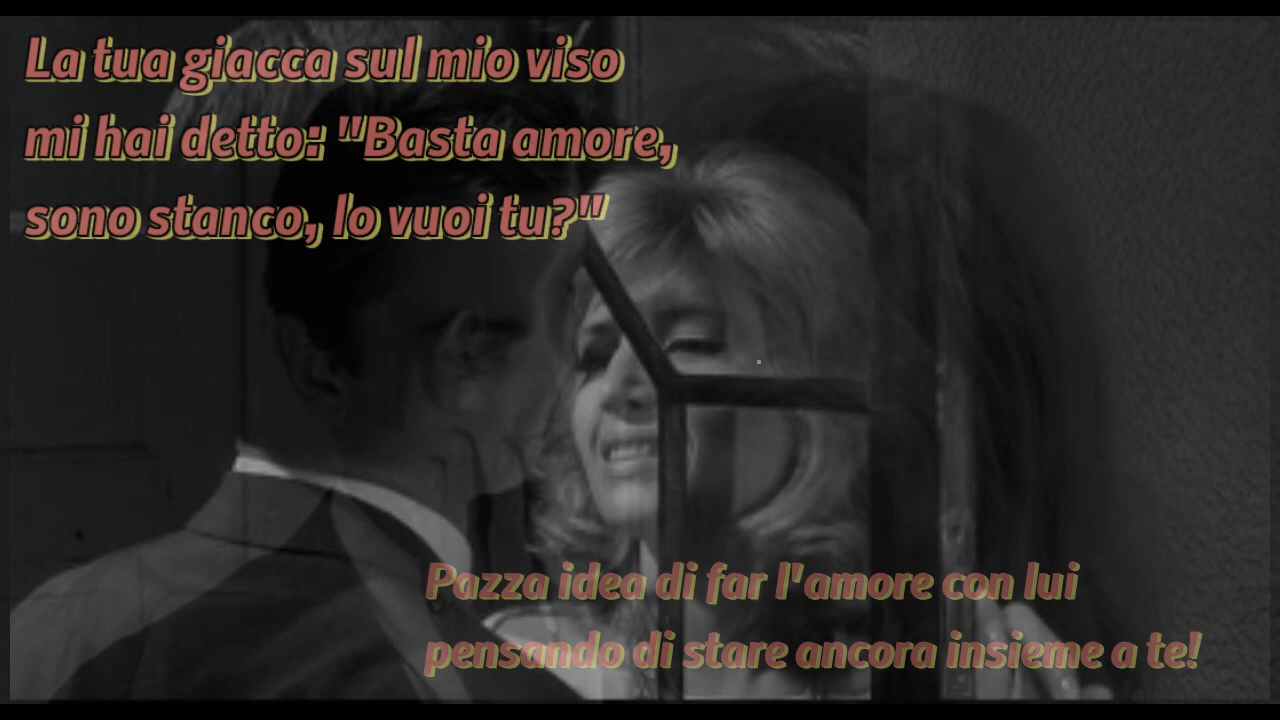 La tua giacca sul mio viso
mi hai detto: "Basta amore,
sono stanco, lo vuoi tu?"
Pazza idea di far l'amore con lui
pensando di stare ancora insieme a te!